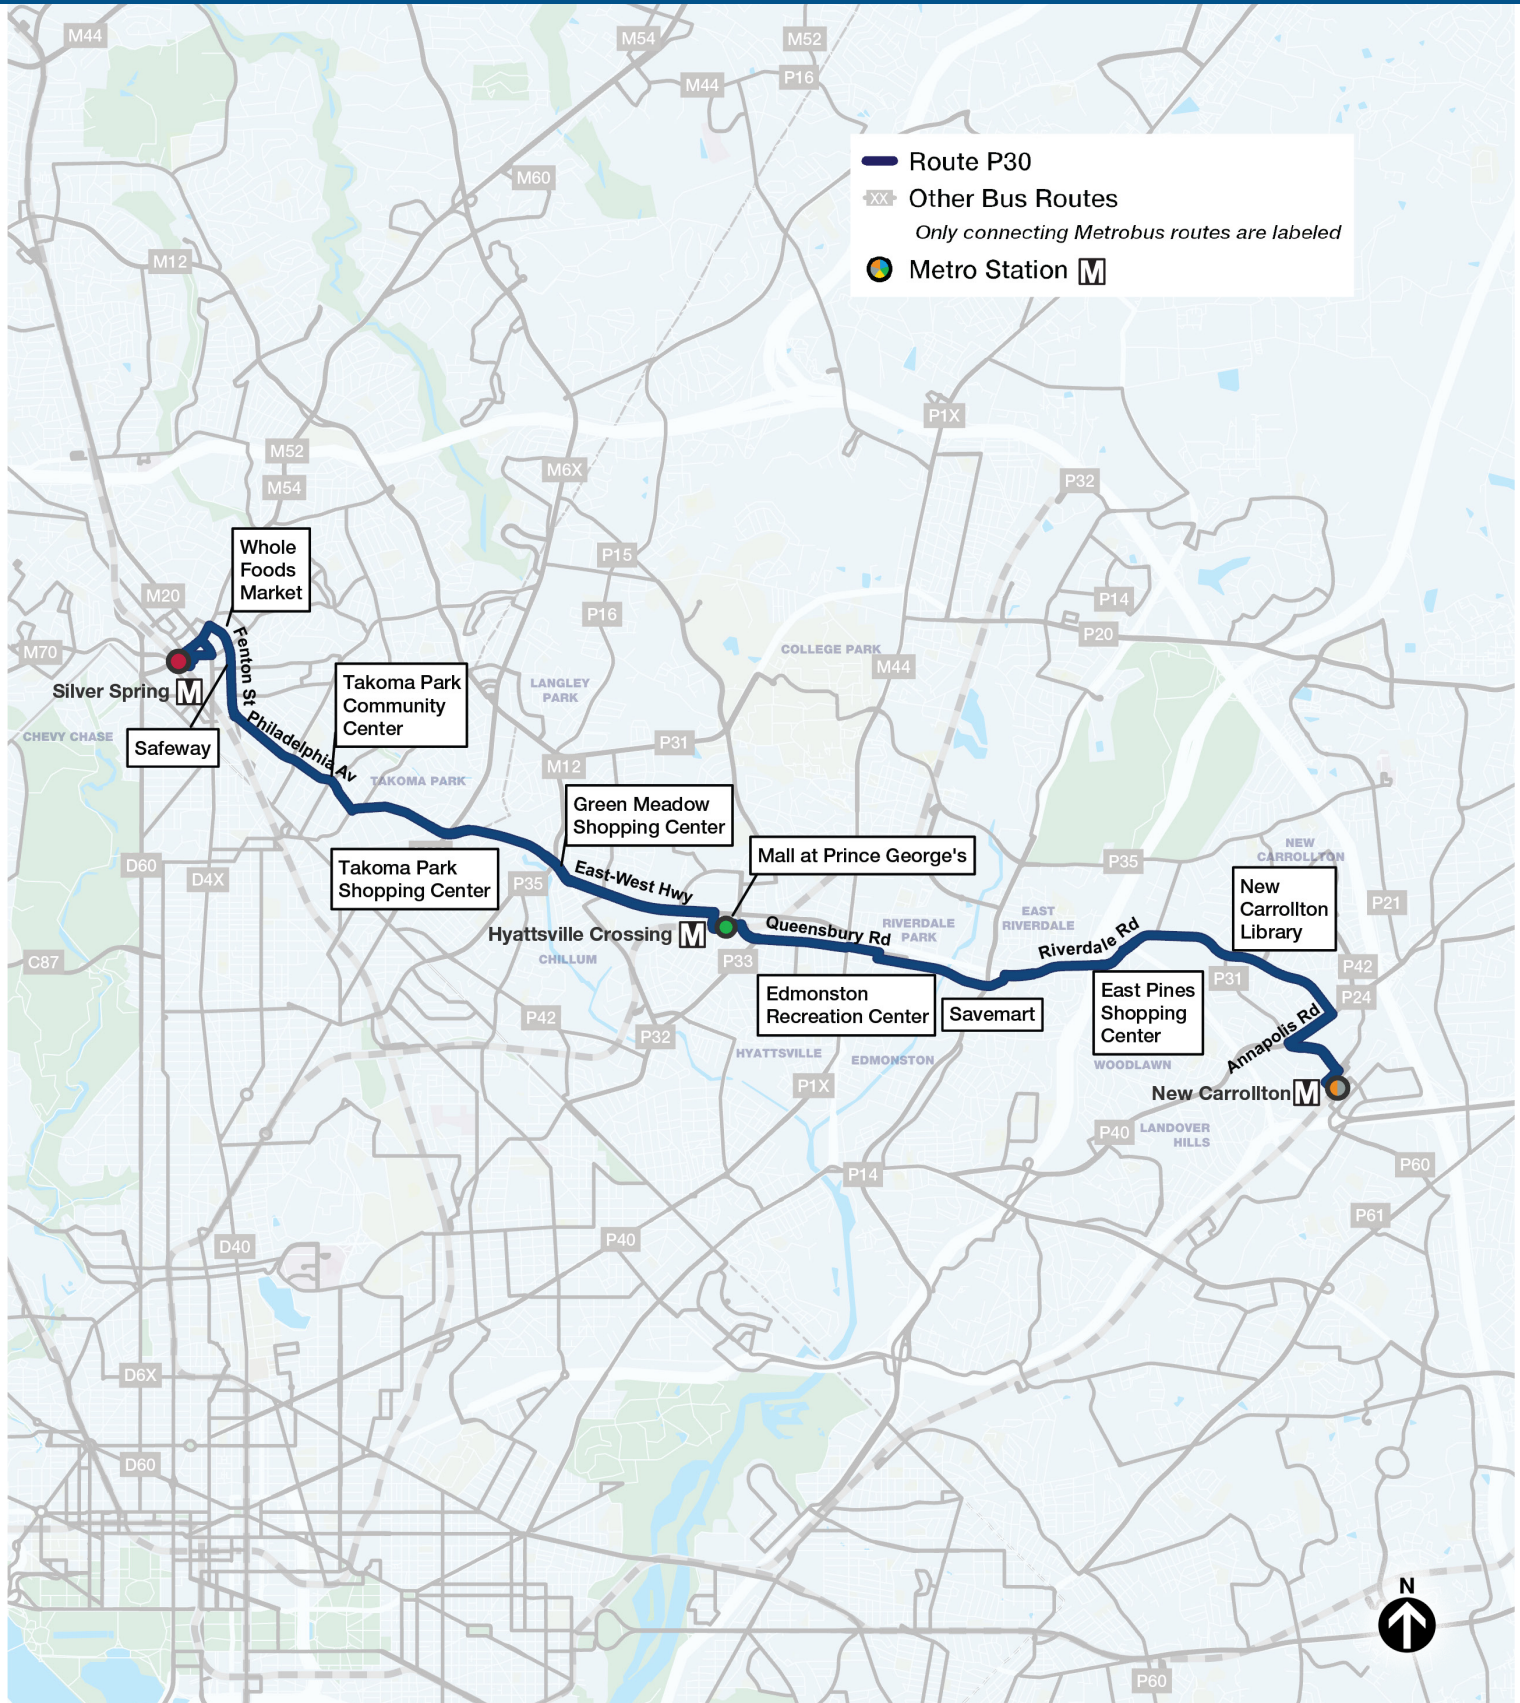 M44
M54
M52
P16
M44
Route P30
XX Other Bus Routes
Only connecting Metrobus routes are labeled
Metro Station M
M60
M12
P1X
M52
M54
M6X
P32
Whole
Foods
Market
P15
M20
P16
P14
P20
M70
Fenton St
COLLEGE PARK
M44
Silver Spring M
Takoma Park
Community
Center
LANGLEY
PARK
CHEVY CHASE
Safeway
Philadelphia Av
P31
M12
TAKOMA PARK
Green Meadow
Shopping Center
Mall at Prince George's
NEW
CARROLLTON
D60
D4X
Takoma Park
Shopping Center
P35
East-West Hwy
P35
New
Carrollton
Library
P21
Hyattsville Crossing M
Queensbury Rd
RIVERDALE
PARK
EAST
RIVERDALE
Riverdale Rd
C87
CHILLUM
P33
P31
P42
P24
Edmonston
Recreation Center
Savemart
East Pines
Shopping
Center
Annapolis Rd
P42
P32
HYATTSVILLE
EDMONSTON
WOODLAWN
P1X
New Carrollton M
P40
LANDOVER
HILLS
P14
P60
P61
D40
P40
D6X
D60
N
P60